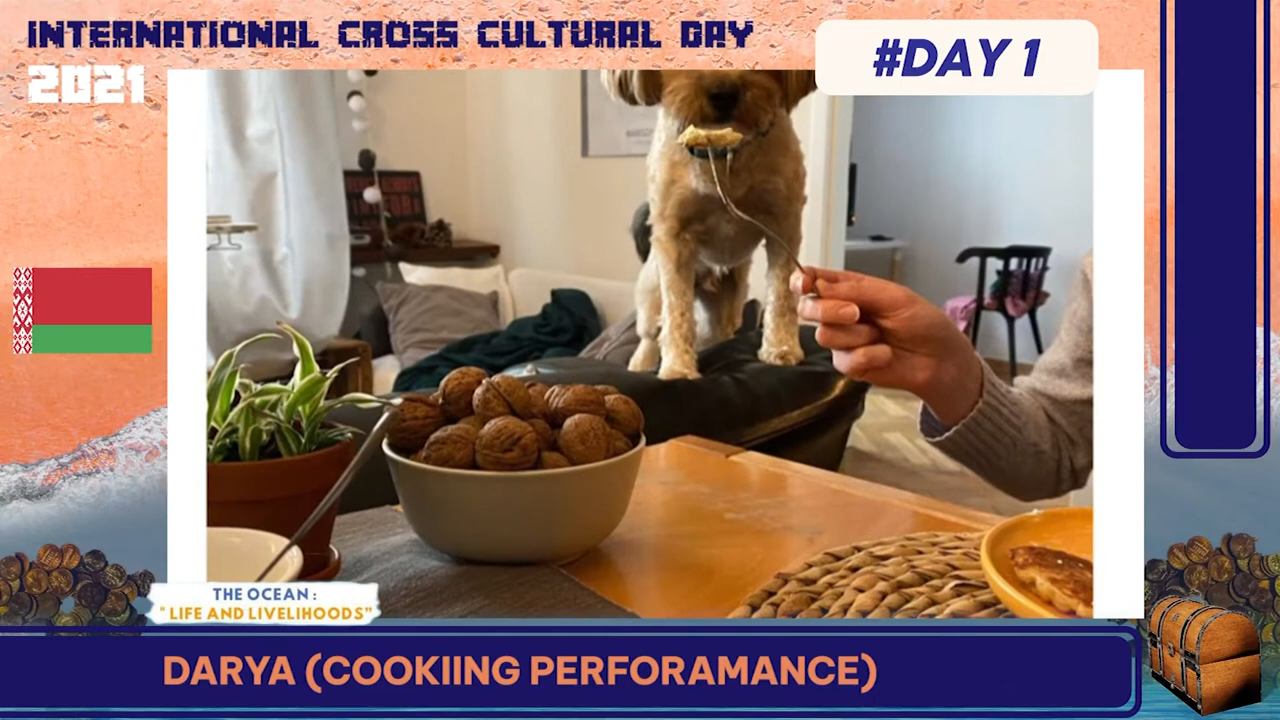 INTERNATIONAL CROSS CULTURAL DAY
2021
#DAY 1
THE OCEAN :
" LIFE AND LIVELIHOODS"
DARYA (COOKIING PERFORAMANCE)